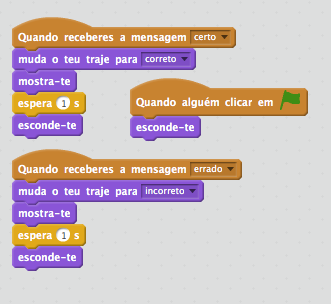 Quando receberes a mensagem certo
muda o teu traje para correto
mostra-te
espera 1 s
esconde-te
Quando alguém clicar em
esconde-te
Quando receberes a mensagem errado
muda o teu traje para incorreto
mostra-te
espera 1 s
esconde-te